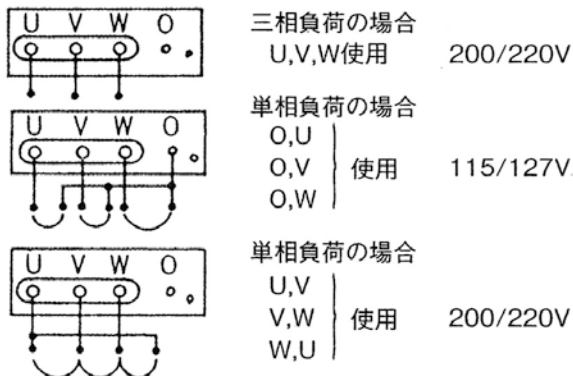 U V W O
三相負荷の場合
U,V,W使用 200/220V
U V W O
単相負荷の場合
O,U
O,V 使用 115/127V.
O,W
U V W O
単相負荷の場合
U,V
V,W 使用 200/220V
W,U